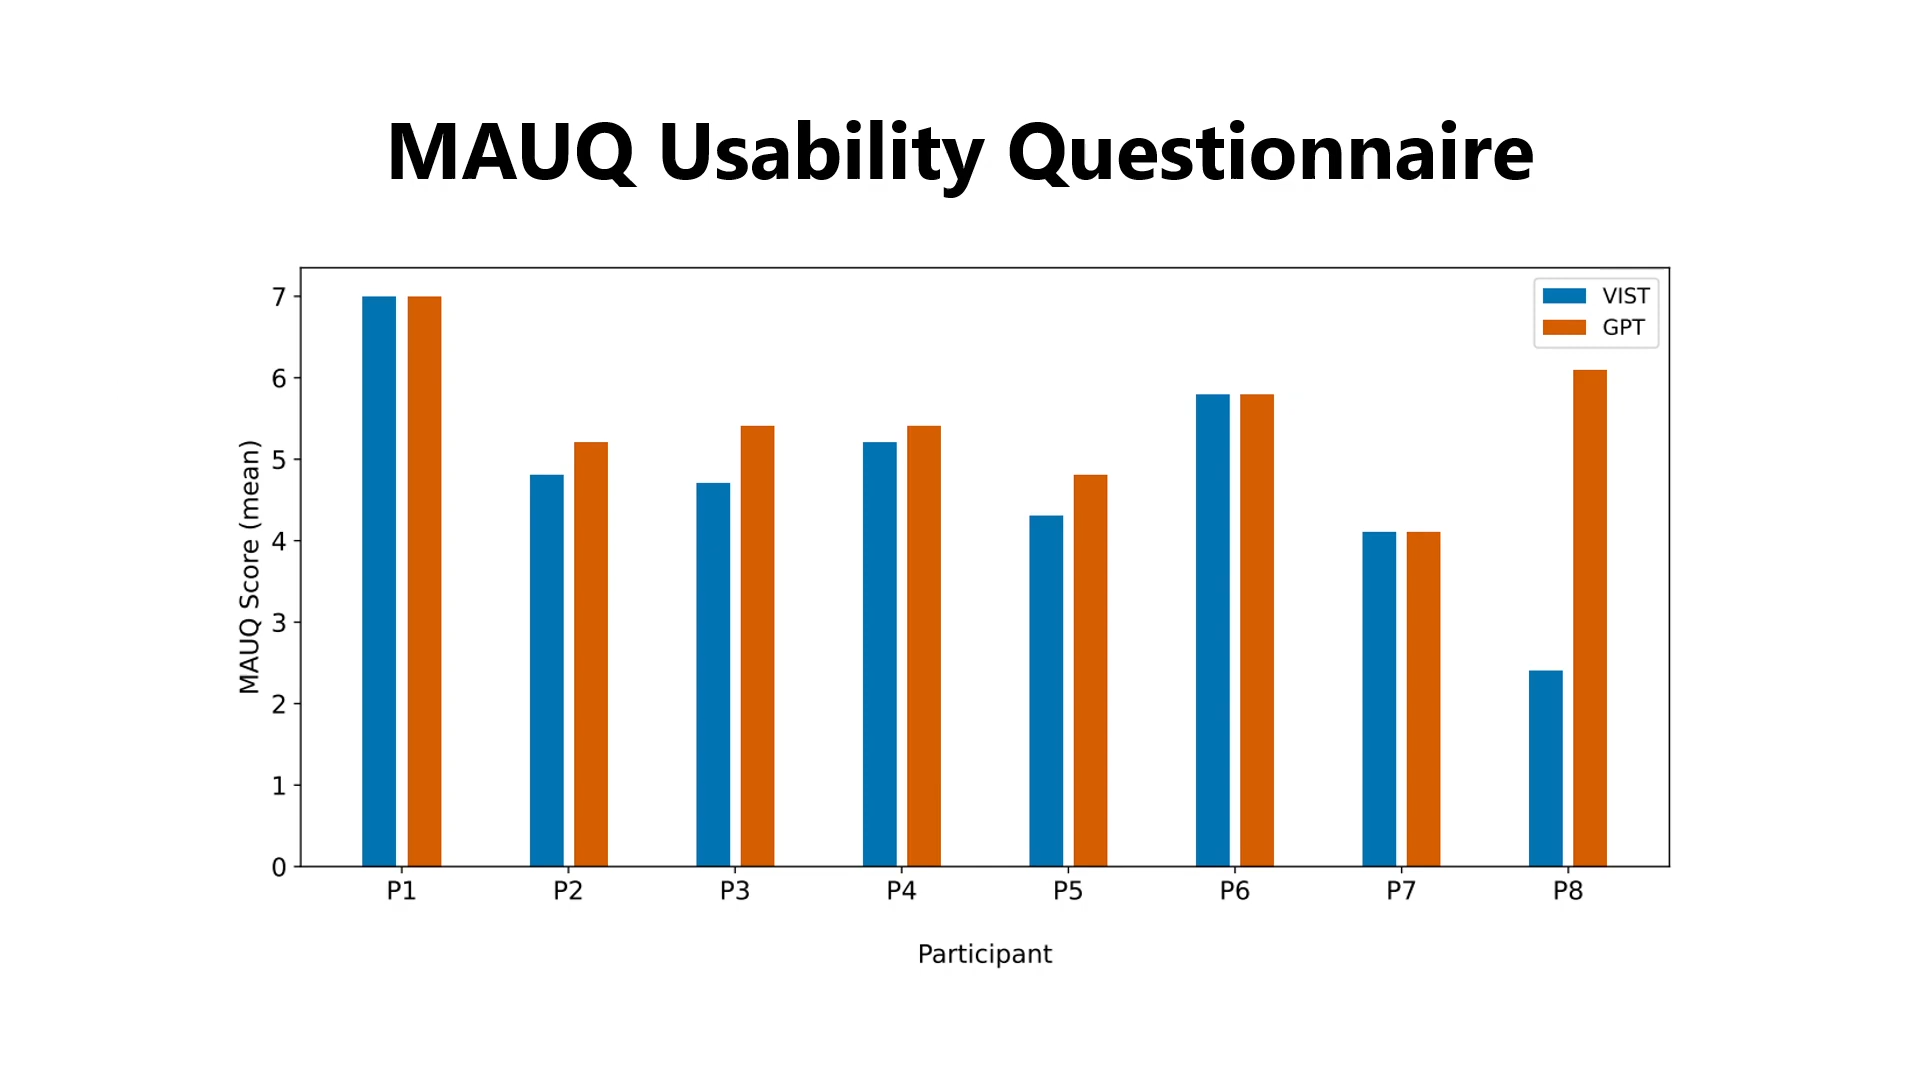 MAUQ Usability Questionnaire
VIST
GPT
MAUQ Score (mean)
7
6
5
4
3
2
1
0
P1 P2 P3 P4 P5 P6 P7 P8
Participant